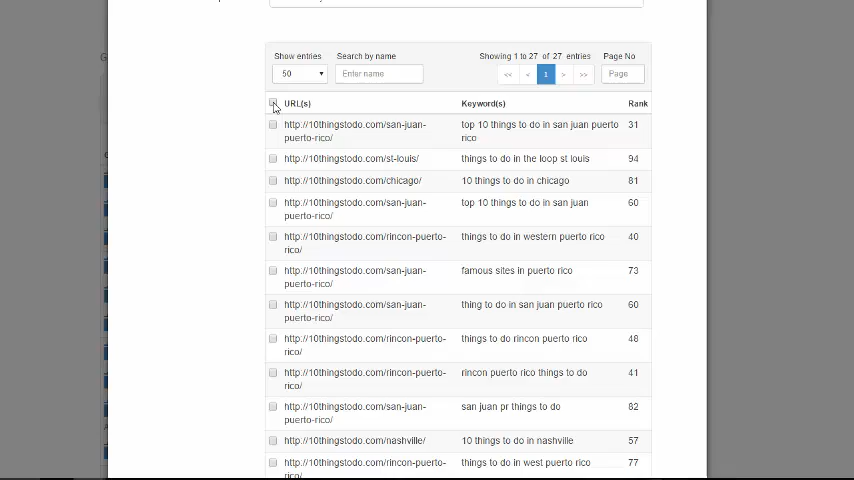 Show entries Search by name Showing 1 to 27 of 27 entries Page No
50 Enter name << < 1 > >> Page
URL(s) Keyword(s) Rank
http://10thingstodo.com/san-juan- top 10 things to do in san juan puerto 31
puerto-rico/ rico
http://10thingstodo.com/st-louis/ things to do in the loop st louis 94
http://10thingstodo.com/chicago/ 10 things to do in chicago 81
http://10thingstodo.com/san-juan- top 10 things to do in san juan 60
puerto-rico/
http://10thingstodo.com/rincon-puerto- things to do in western puerto rico 40
rico/
http://10thingstodo.com/san-juan- famous sites in puerto rico 73
puerto-rico/
http://10thingstodo.com/san-juan- thing to do in san juan puerto rico 60
puerto-rico/
http://10thingstodo.com/rincon-puerto- things to do rincon puerto rico 48
rico/
http://10thingstodo.com/rincon-puerto- rincon puerto rico things to do 41
rico/
http://10thingstodo.com/san-juan- san juan pr things to do 82
puerto-rico/
http://10thingstodo.com/nashville/ 10 things to do in nashville 57
http://10thingstodo.com/rincon-puerto- things to do in west puerto rico 77
rico/